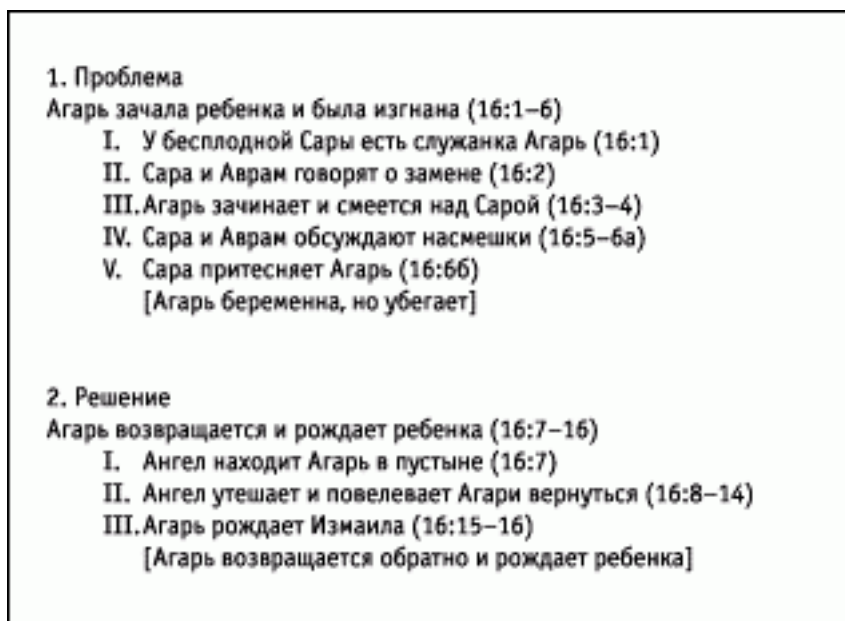 1. Проблема
Агарь зачала ребенка и была изгнана (16:1–6)
I. У бесплодной Сары есть служанка Агарь (16:1)
II. Сара и Аврам говорят о замене (16:2)
III. Агарь зачинает и смеется над Сарой (16:3–4)
IV. Сара и Аврам обсуждают насмешки (16:5–6а)
V. Сара притесняет Агарь (16:6б)
[Агарь беременна, но убегает]
2. Решение
Агарь возвращается и рождает ребенка (16:7–16)
I. Ангел находит Агарь в пустыне (16:7)
II. Ангел утешает и повелевает Агари вернуться (16:8–14)
III. Агарь рождает Измаила (16:15–16)
[Агарь возвращается обратно и рождает ребенка]